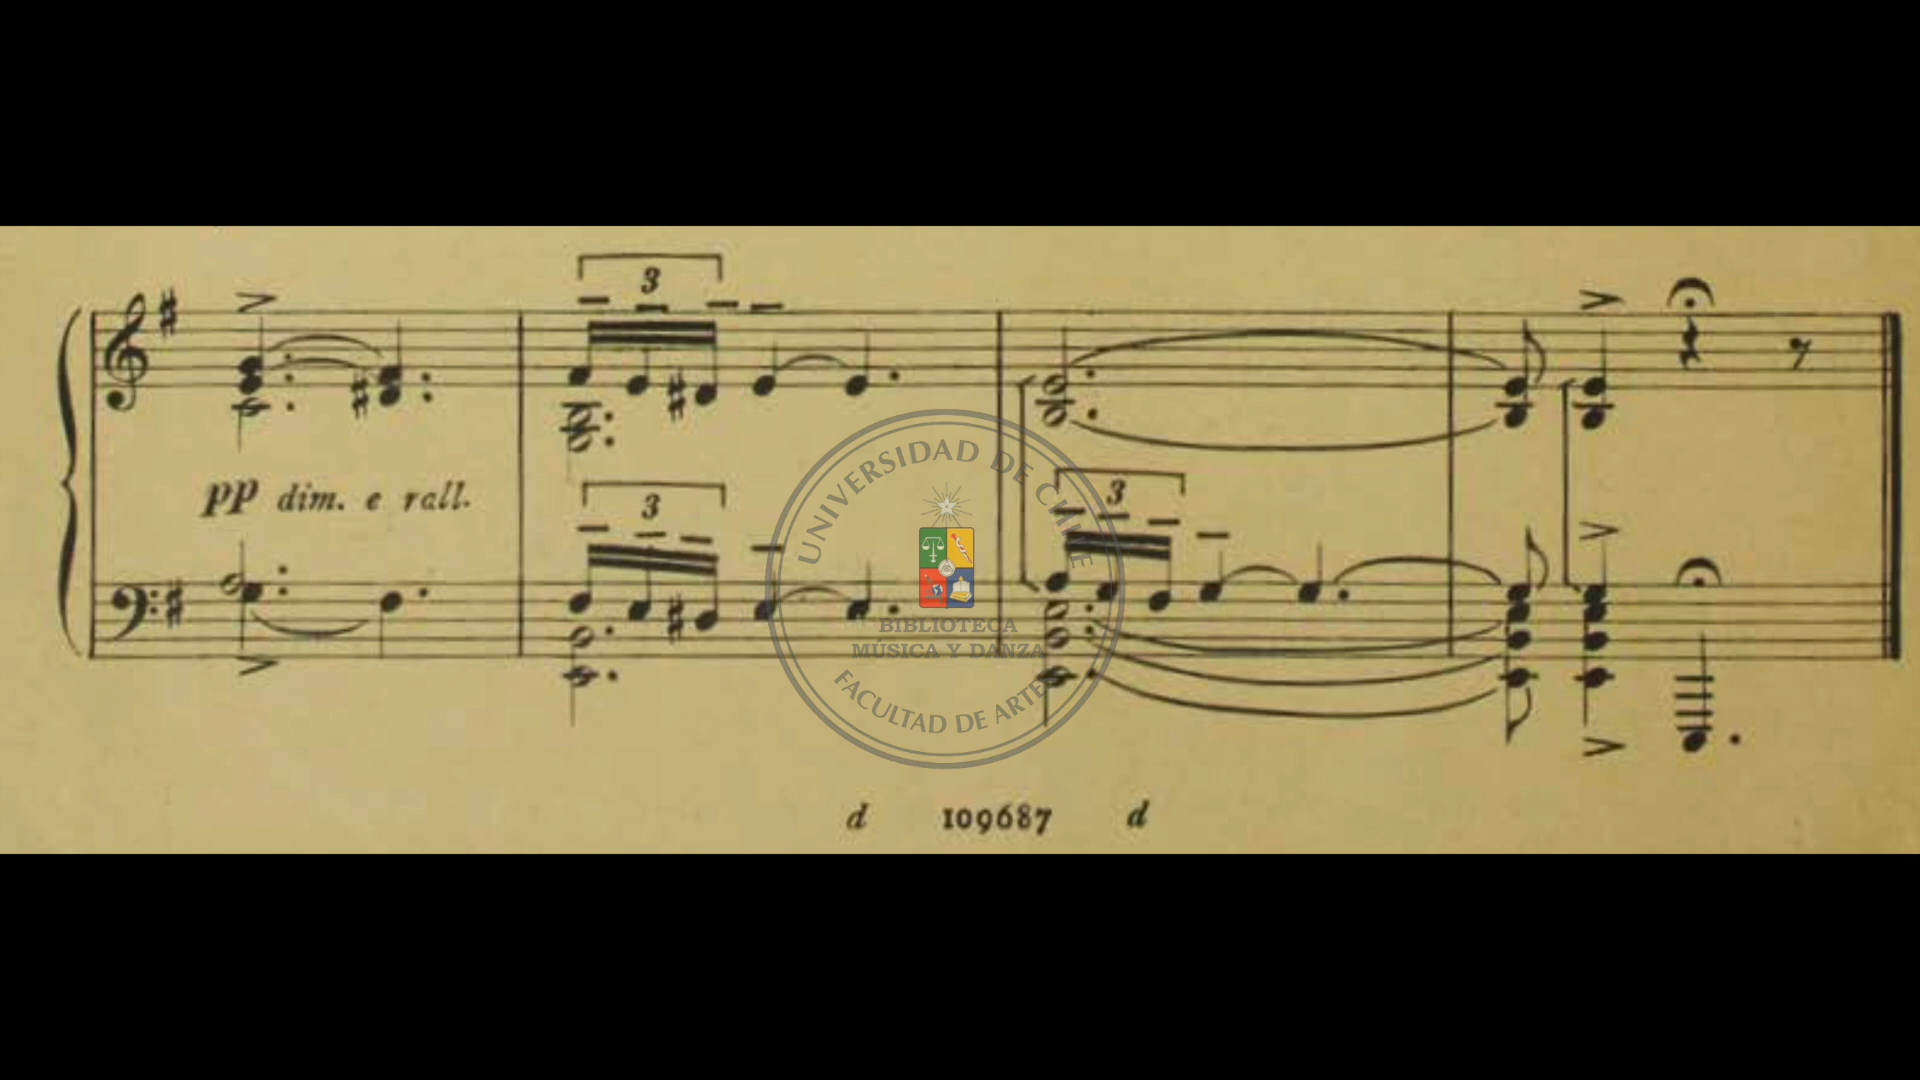 3
pp dim. e rall.
3
3
UNIVERSIDAD DE CHILE
BIBLIOTECA
MÚSICA Y DANZA
FACULTAD DE ARTES
d 109687 d